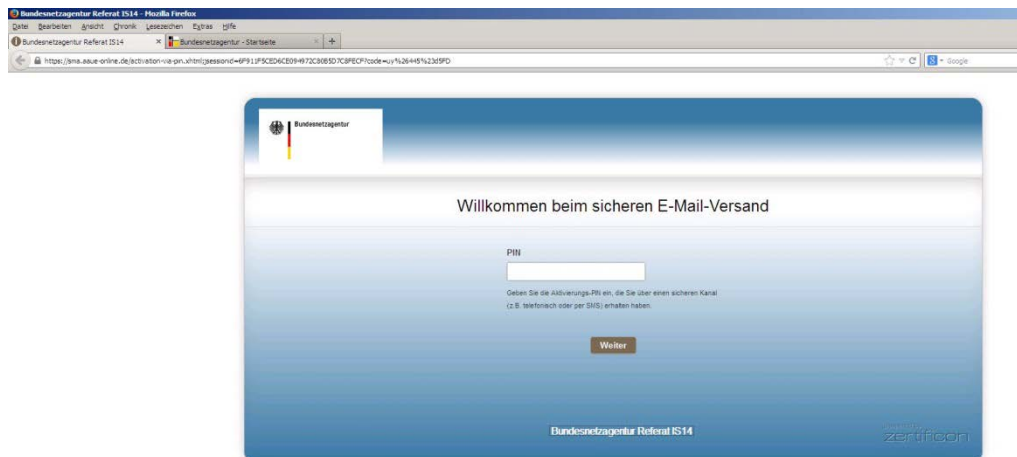 Bundesnetzagentur Referat IS14 - Mozilla Firefox
Datei Bearbeiten Ansicht Chronik Lesezeichen Extras Hilfe
Bundesnetzagentur Referat IS14 × Bundesnetzagentur - Startseite × +
Google
Bundesnetzagentur
Willkommen beim sicheren E-Mail-Versand
PIN
Geben Sie die Aktivierungs-PIN ein, die Sie über einen sicheren Kanal
(z.B. telefonisch oder per SMS) erhalten haben.
Weiter
Bundesnetzagentur Referat IS14
zertificon